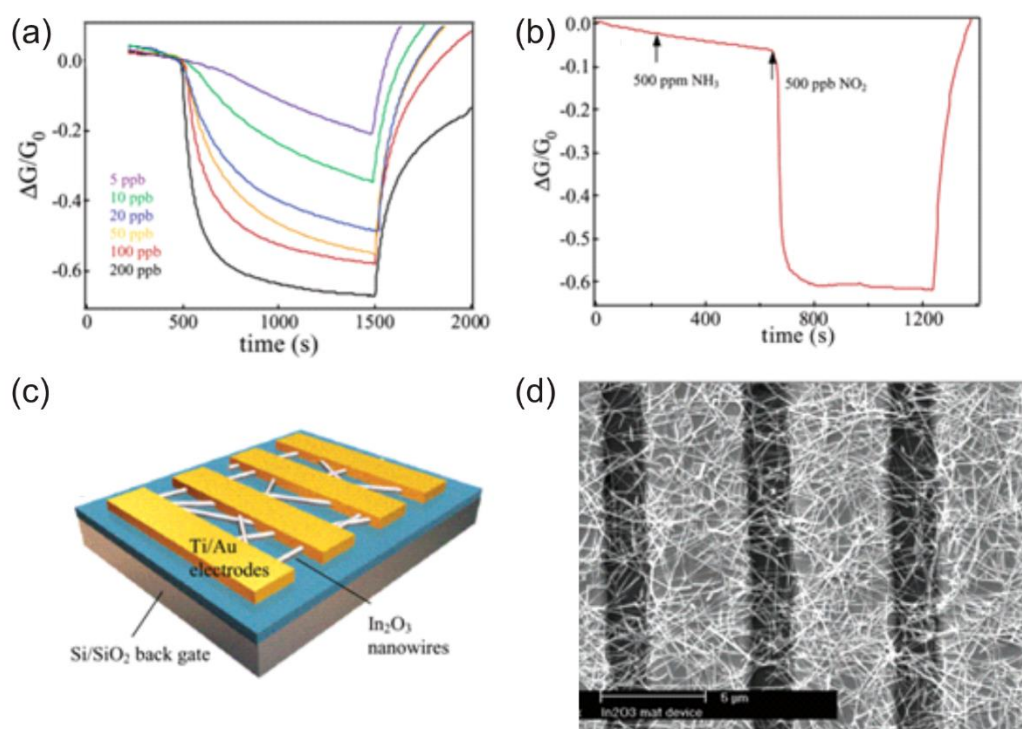 (a)
ΔG/G₀
0.0
-0.2
-0.4
-0.6
5 ppb
10 ppb
20 ppb
50 ppb
100 ppb
200 ppb
0
500
1000
1500
2000
time (s)
(b)
ΔG/G₀
0.0
-0.1
-0.2
-0.3
-0.4
-0.5
-0.6
500 ppm NH₃
500 ppb NO₂
0
400
800
1200
time (s)
(c)
Ti/Au
electrodes
In₂O₃
nanowires
Si/SiO₂ back gate
(d)
5 µm
In2O3 mat device